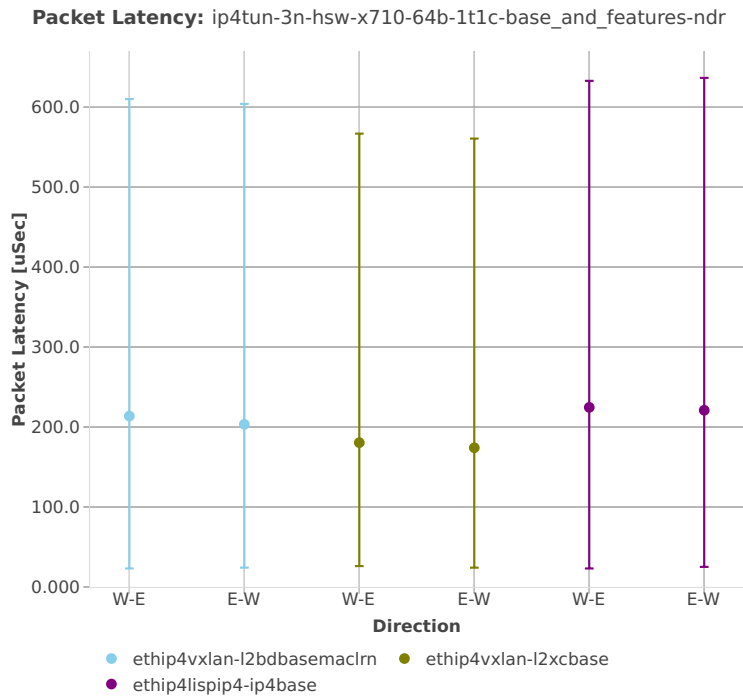 Packet Latency: ip4tun-3n-hsw-x710-64b-1t1c-base_and_features-ndr
Packet Latency [uSec]
600.0
500.0
400.0
300.0
200.0
100.0
0.000
W-E E-W W-E E-W W-E E-W
Direction
ethip4vxlan-l2bdbasemaclrn ethip4vxlan-l2xcbase
ethip4lispip4-ip4base